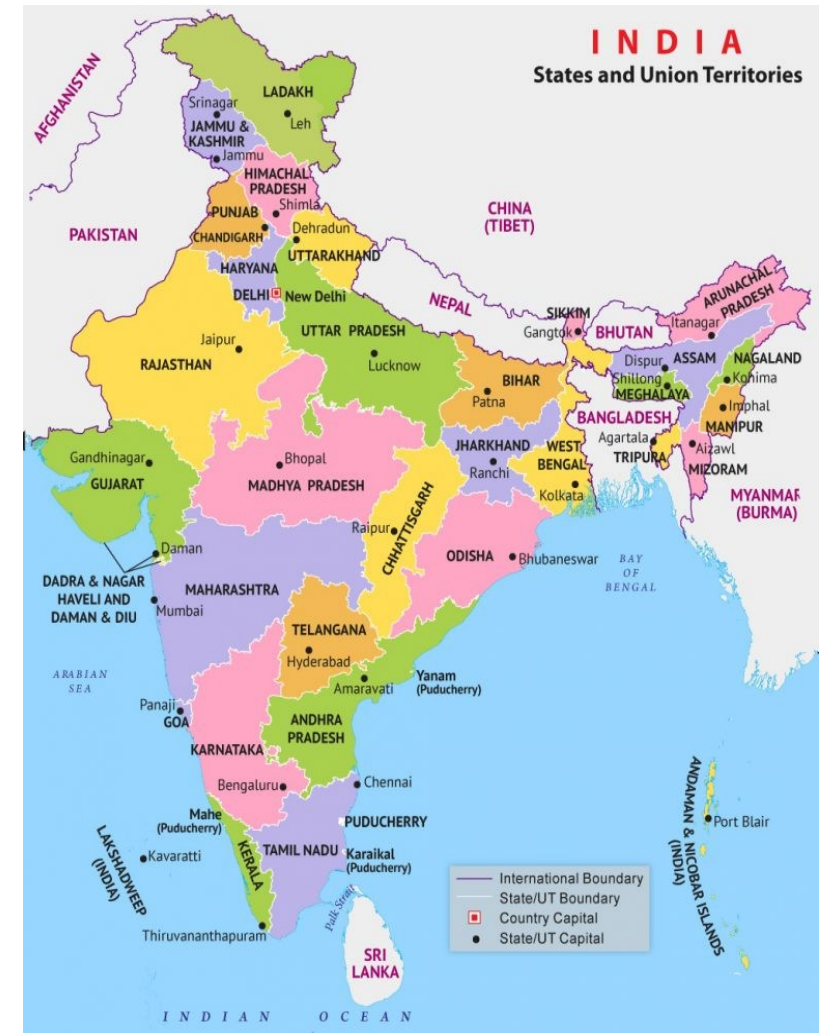 INDIA
States and Union Territories
AFGHANISTAN
PAKISTAN
CHINA
(TIBET)
NEPAL
BHUTAN
BANGLADESH
MYANMAR
(BURMA)
SRI
LANKA
LADAKH
Leh
Srinagar
JAMMU &
KASHMIR
Jammu
HIMACHAL
PRADESH
Shimla
PUNJAB
CHANDIGARH
Dehradun
UTTARAKHAND
HARYANA
DELHI
New Delhi
UTTAR PRADESH
Lucknow
Jaipur
RAJASTHAN
SIKKIM
Gangtok
ARUNACHAL
PRADESH
Itanagar
Dispur
ASSAM
NAGALAND
Kohima
Shillong
MEGHALAYA
Imphal
MANIPUR
Agartala
TRIPURA
Aizawl
MIZORAM
BIHAR
Patna
JHARKHAND
Ranchi
WEST
BENGAL
Kolkata
Gandhinagar
GUJARAT
Bhopal
MADHYA PRADESH
CHHATTISGARH
Raipur
ODISHA
Bhubaneswar
Daman
DADRA & NAGAR
HAVELI AND
DAMAN & DIU
MAHARASHTRA
Mumbai
TELANGANA
Hyderabad
Amaravati
Yanam
(Puducherry)
ANDHRA
PRADESH
Panaji
GOA
KARNATAKA
Bengaluru
Chennai
Mahe
(Puducherry)
PUDUCHERRY
KERALA
TAMIL NADU
Karaikal
(Puducherry)
Thiruvananthapuram
LAKSHADWEEP
(INDIA)
Kavaratti
ANDAMAN & NICOBAR ISLANDS
(INDIA)
Port Blair
BAY
OF
BENGAL
ARABIAN
SEA
Palk Strait
INDIAN OCEAN
International Boundary
State/UT Boundary
Country Capital
State/UT Capital